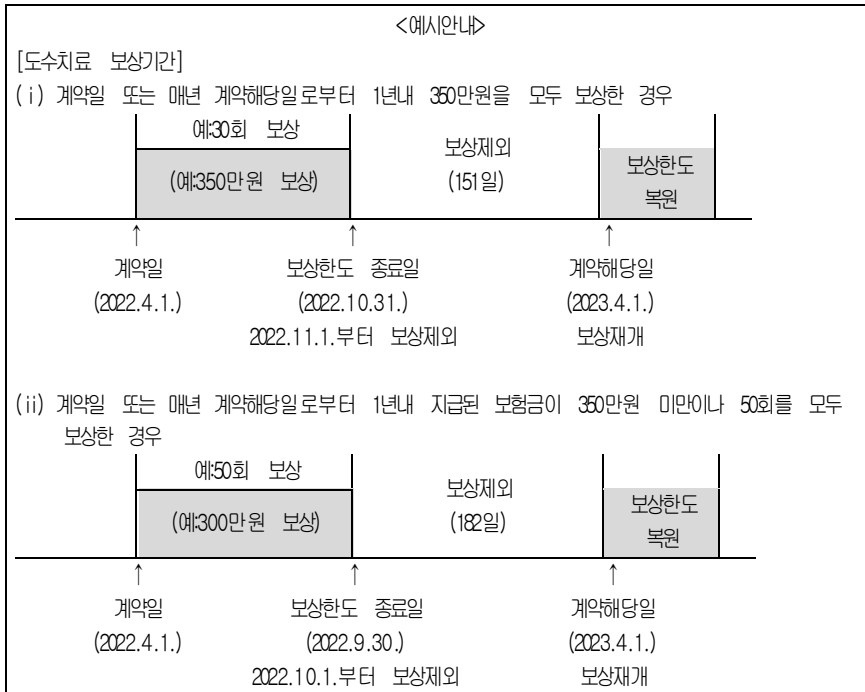 <예시안내>
[도수치료 보상기간]
(ⅰ) 계약일 또는 매년 계약해당일로부터 1년내 350만원을 모두 보상한 경우
예:30회 보상
(예:350만원 보상)
보상제외
(151일)
보상한도
복원
↑ ↑ ↑
계약일 보상한도 종료일 계약해당일
(2022.4.1.) (2022.10.31.) (2023.4.1.)
2022.11.1.부터 보상제외 보상재개
(ⅱ) 계약일 또는 매년 계약해당일로부터 1년내 지급된 보험금이 350만원 미만이나 50회를 모두
보상한 경우
예:50회 보상
(예:300만원 보상)
보상제외
(182일)
보상한도
복원
↑ ↑ ↑
계약일 보상한도 종료일 계약해당일
(2022.4.1.) (2022.9.30.) (2023.4.1.)
2022.10.1.부터 보상제외 보상재개